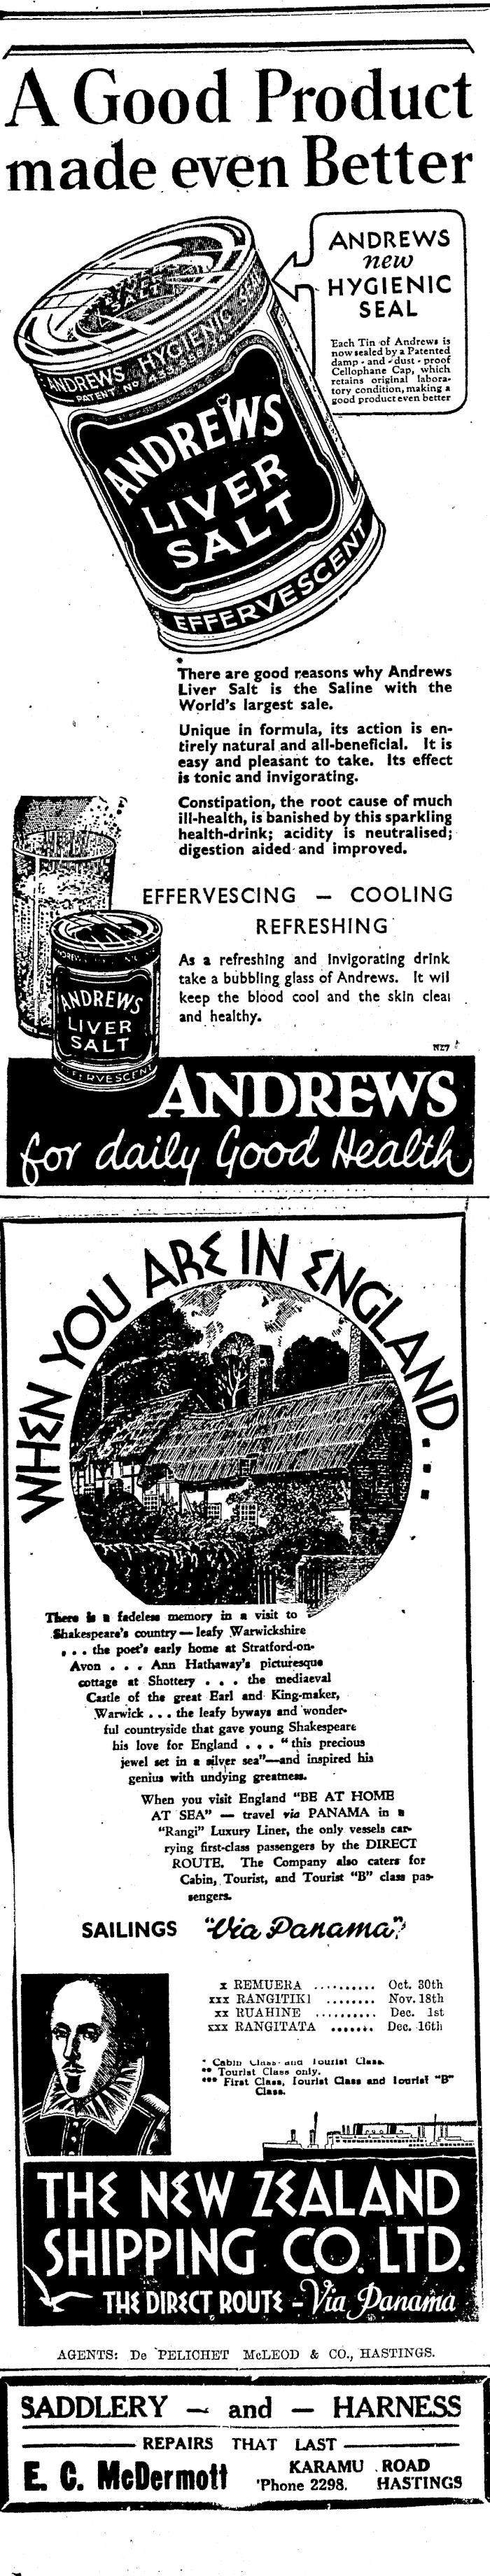 A Good Product
made even Better
ANDREWS
new
HYGIENIC
SEAL
Each Tin of Andrews is
now sealed by a Patented
damp - and - dust - proof
Cellophane Cap, which
retains original labora-
tory condition, making a
good product even better
SALT
ANDREWS HYGIENIC SEAL
PATENT NO
ANDREWS
LIVER
SALT
EFFERVESCENT
There are good reasons why Andrews
Liver Salt is the Saline with the
World's largest sale.
Unique in formula, its action is en-
tirely natural and all-beneficial. It is
easy and pleasant to take. Its effect
is tonic and invigorating.
Constipation, the root cause of much
ill-health, is banished by this sparkling
health-drink; acidity is neutralised;
digestion aided and improved.
EFFERVESCING — COOLING
REFRESHING
As a refreshing and invigorating drink
take a bubbling glass of Andrews. It wil
keep the blood cool and the skin clear
and healthy.
ANDREWS
LIVER
SALT
EFFERVESCENT
NZ7
ANDREWS
for daily Good Health
WHEN YOU ARE IN ENGLAND...
There is a fadeless memory in a visit to
Shakespeare's country — leafy Warwickshire
. . . the poet's early home at Stratford-on-
Avon . . . Ann Hathaway's picturesque
cottage at Shottery . . . the mediaeval
Castle of the great Earl and King-maker,
Warwick . . . the leafy byways and wonder-
ful countryside that gave young Shakespeare
his love for England . . . "this precious
jewel set in a silver sea"—and inspired his
genius with undying greatness.
When you visit England "BE AT HOME
AT SEA" — travel via PANAMA in a
"Rangi" Luxury Liner, the only vessels car-
rying first-class passengers by the DIRECT
ROUTE. The Company also caters for
Cabin, Tourist, and Tourist "B" class pas-
sengers.
SAILINGS "Via Panama"
x REMUERA .......... Oct. 30th
xxx RANGITIKI ........ Nov. 18th
xx RUAHINE .......... Dec. 1st
xxx RANGITATA ....... Dec. 16th
* Cabin Class and Tourist Class.
** Tourist Class only.
*** First Class, Tourist Class and Tourist "B"
Class.
THE NEW ZEALAND
SHIPPING CO. LTD.
THE DIRECT ROUTE - Via Panama
AGENTS: De PELICHET McLEOD & CO., HASTINGS.
SADDLERY — and — HARNESS
REPAIRS THAT LAST
E. C. McDermott
KARAMU ROAD
'Phone 2298. HASTINGS